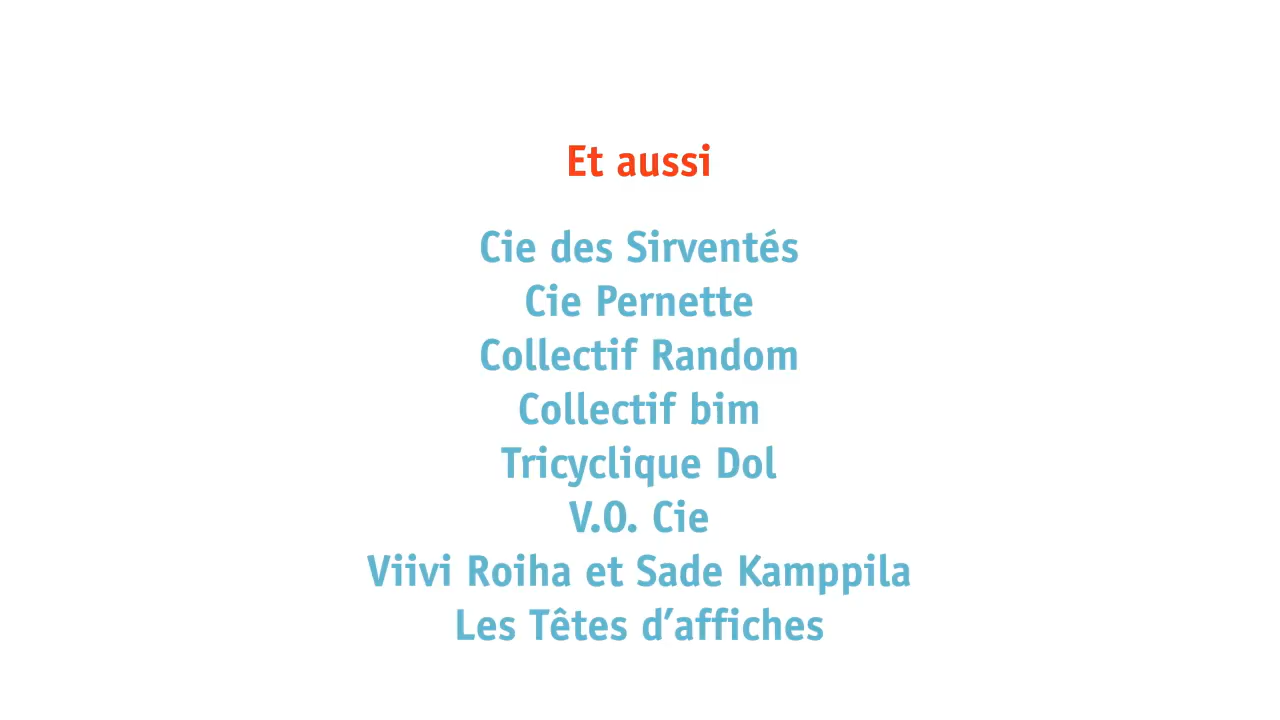 Et aussi
Cie des Sirventés
Cie Pernette
Collectif Random
Collectif bim
Tricyclique Dol
V.O. Cie
Viivi Roiha et Sade Kamppila
Les Têtes d’affiches